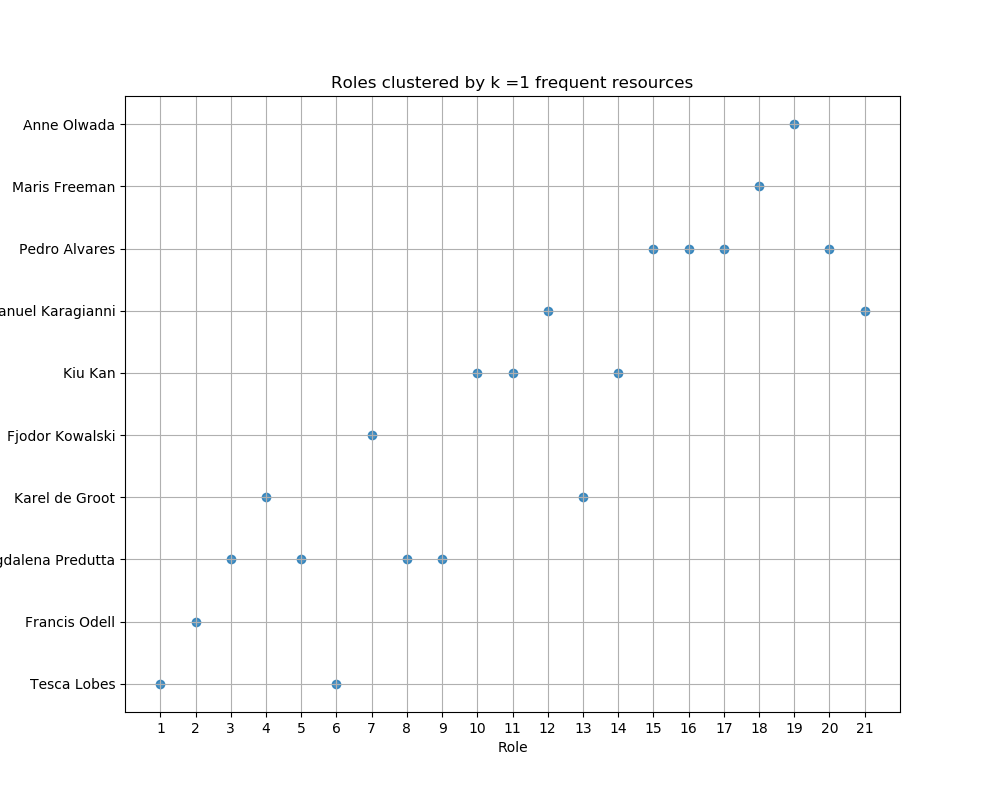 Roles clustered by k =1 frequent resources
Anne Olwada
Maris Freeman
Pedro Alvares
anuel Karagianni
Kiu Kan
Fjodor Kowalski
Karel de Groot
gdalena Predutta
Francis Odell
Tesca Lobes
1 2 3 4 5 6 7 8 9 10 11 12 13 14 15 16 17 18 19 20 21
Role